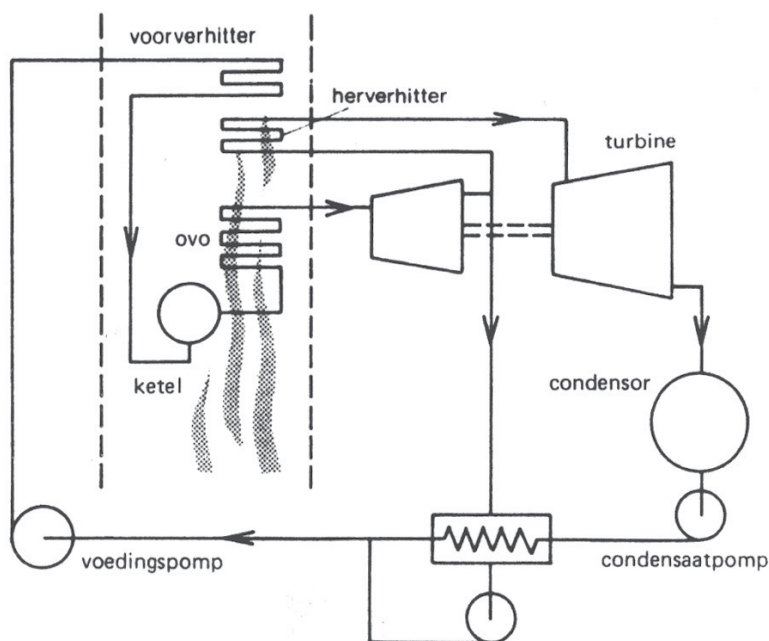 voorverhitter
herverhitter
turbine
ovo
ketel
condensor
voedingspomp
condensaatpomp